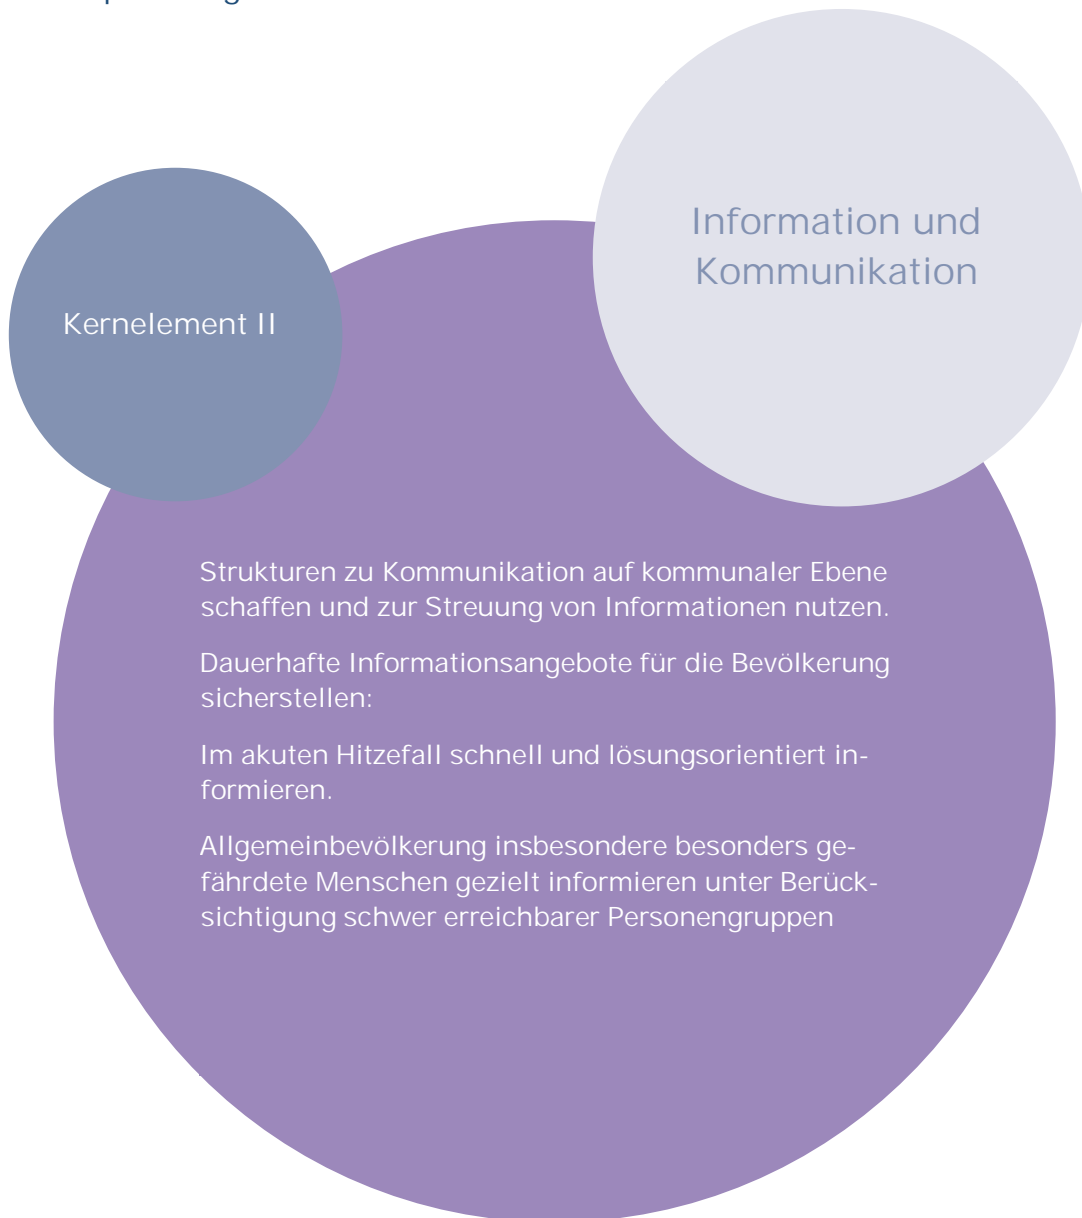 Information und
Kommunikation
Kernelement II
Strukturen zu Kommunikation auf kommunaler Ebene
schaffen und zur Streuung von Informationen nutzen.
Dauerhafte Informationsangebote für die Bevölkerung
sicherstellen:
Im akuten Hitzefall schnell und lösungsorientiert in-
formieren.
Allgemeinbevölkerung insbesondere besonders ge-
fährdete Menschen gezielt informieren unter Berück-
sichtigung schwer erreichbarer Personengruppen